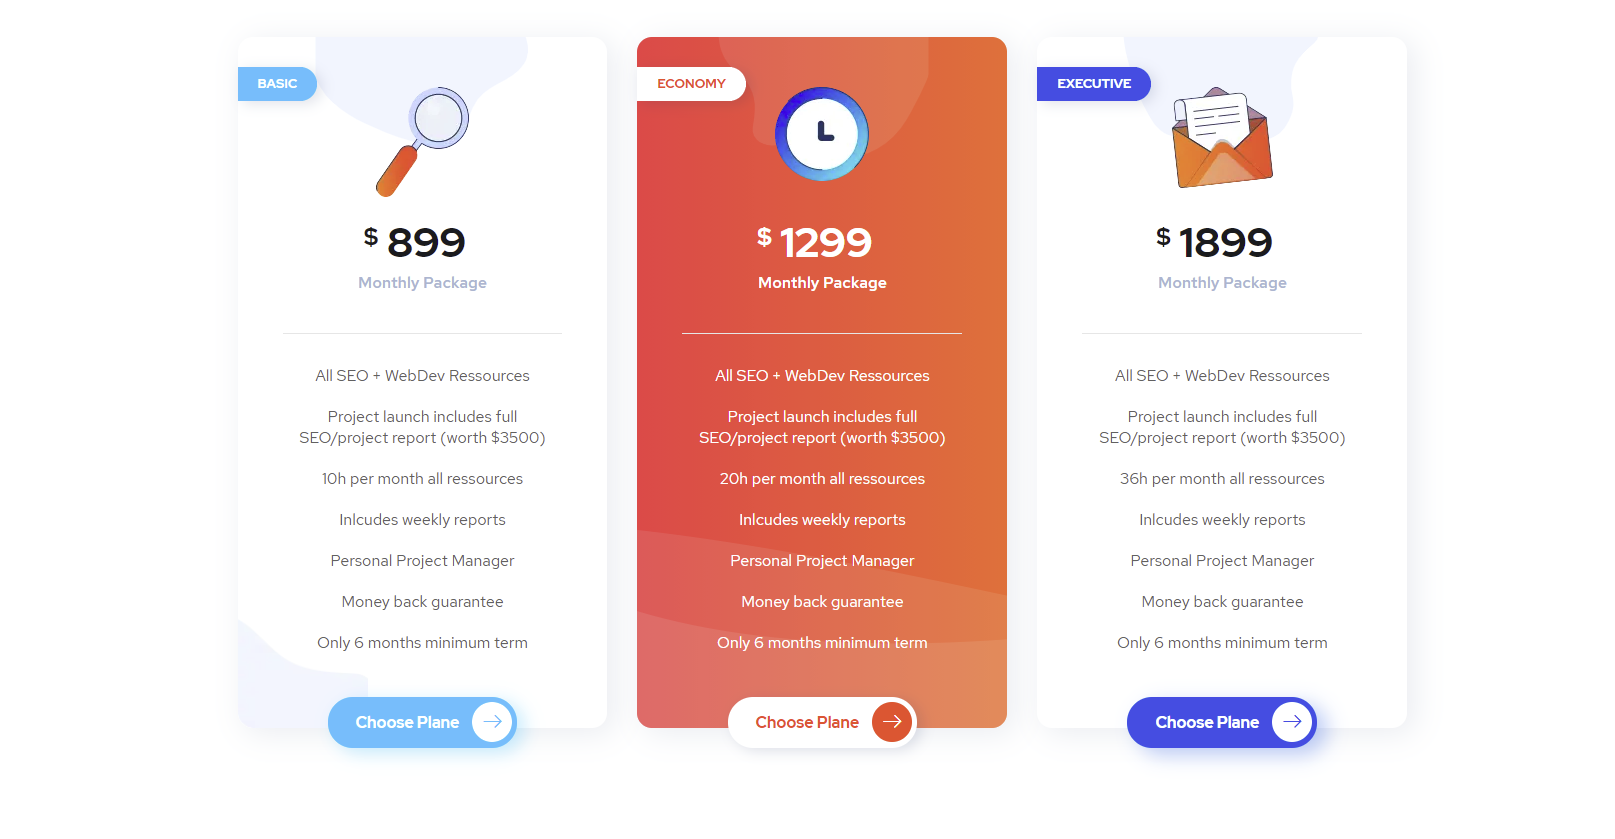 BASIC
$ 899
Monthly Package
All SEO + WebDev Ressources
Project launch includes full
SEO/project report (worth $3500)
10h per month all ressources
Inlcudes weekly reports
Personal Project Manager
Money back guarantee
Only 6 months minimum term
Choose Plane
ECONOMY
$ 1299
Monthly Package
All SEO + WebDev Ressources
Project launch includes full
SEO/project report (worth $3500)
20h per month all ressources
Inlcudes weekly reports
Personal Project Manager
Money back guarantee
Only 6 months minimum term
Choose Plane
EXECUTIVE
$ 1899
Monthly Package
All SEO + WebDev Ressources
Project launch includes full
SEO/project report (worth $3500)
36h per month all ressources
Inlcudes weekly reports
Personal Project Manager
Money back guarantee
Only 6 months minimum term
Choose Plane